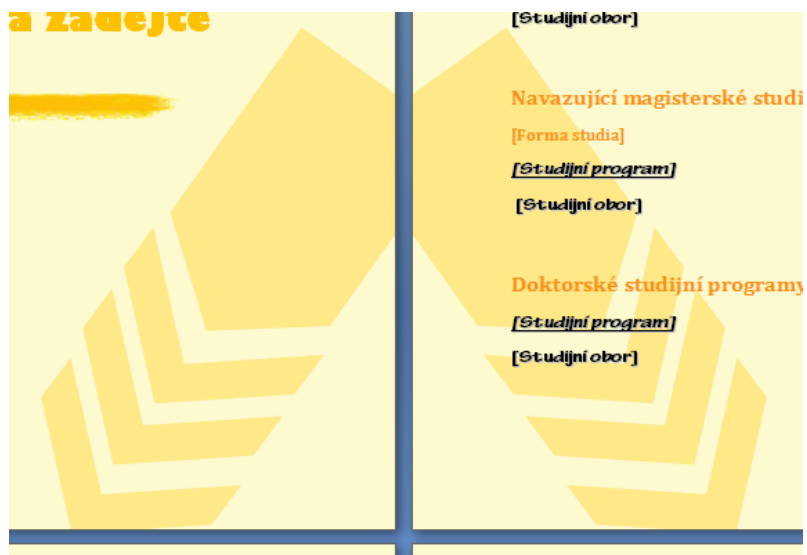 a zadejte
[Studijní obor]
Navazující magisterské studi
[Forma studia]
[Studijní program]
[Studijní obor]
Doktorské studijní programy
[Studijní program]
[Studijní obor]